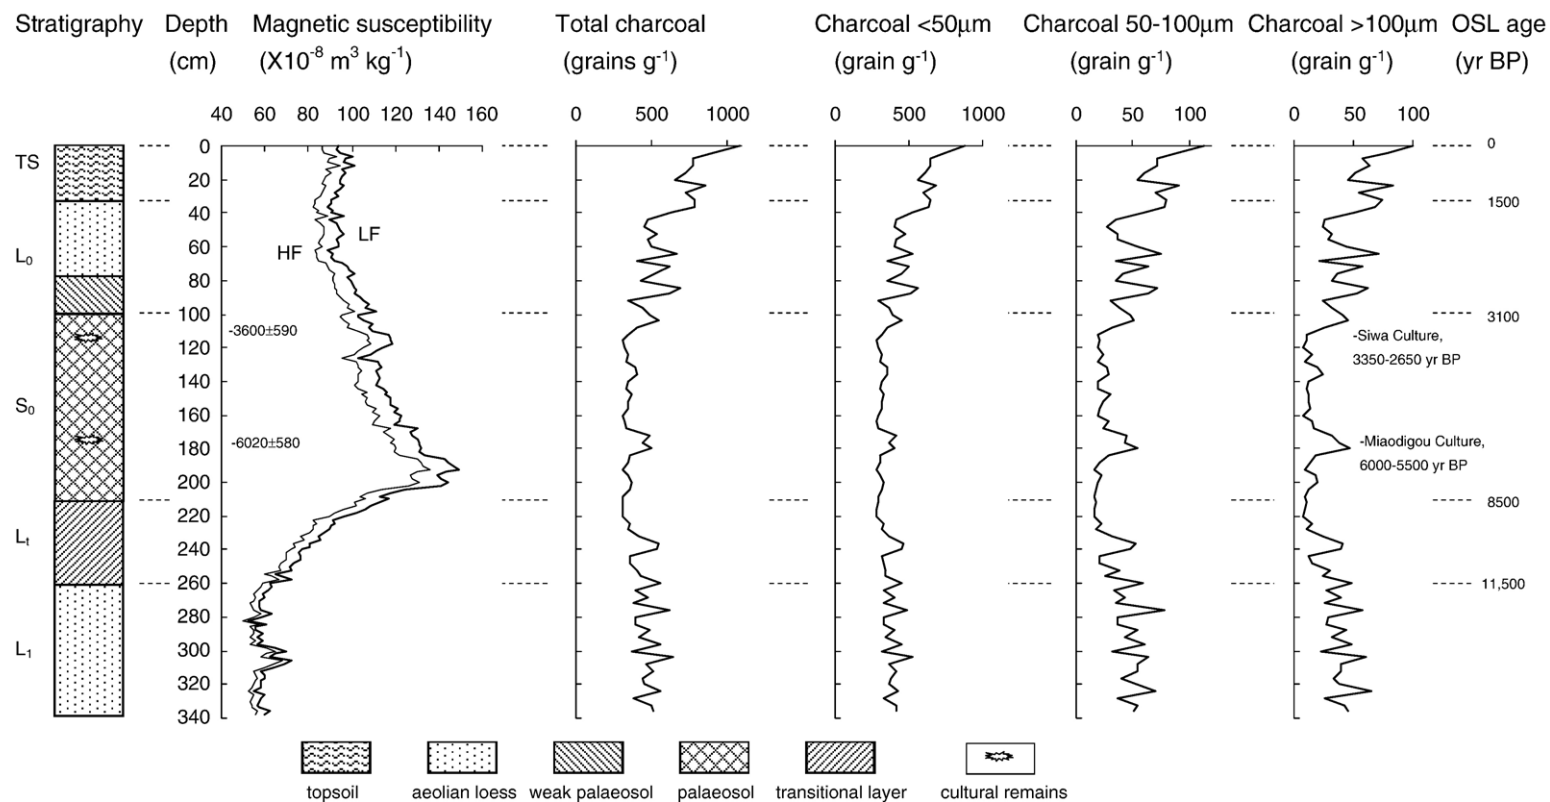 Stratigraphy Depth Magnetic susceptibility Total charcoal Charcoal <50μm Charcoal 50-100μm Charcoal >100μm OSL age
(cm) (X10⁻⁸ m³ kg⁻¹) (grains g⁻¹) (grain g⁻¹) (grain g⁻¹) (grain g⁻¹) (yr BP)
40 60 80 100 120 140 160 0 500 1000 0 500 1000 0 50 100 0 50 100
0 0
TS
20
1500
40
LF
HF
60
L₀
80
100 3100
-3600±590
-Siwa Culture,
120
3350-2650 yr BP
140
S₀
160
-6020±580 -Miaodigou Culture,
180
6000-5500 yr BP
200
8500
220
Lₜ
240
260 11,500
280
L₁
300
320
340
topsoil aeolian loess weak palaeosol palaeosol transitional layer cultural remains